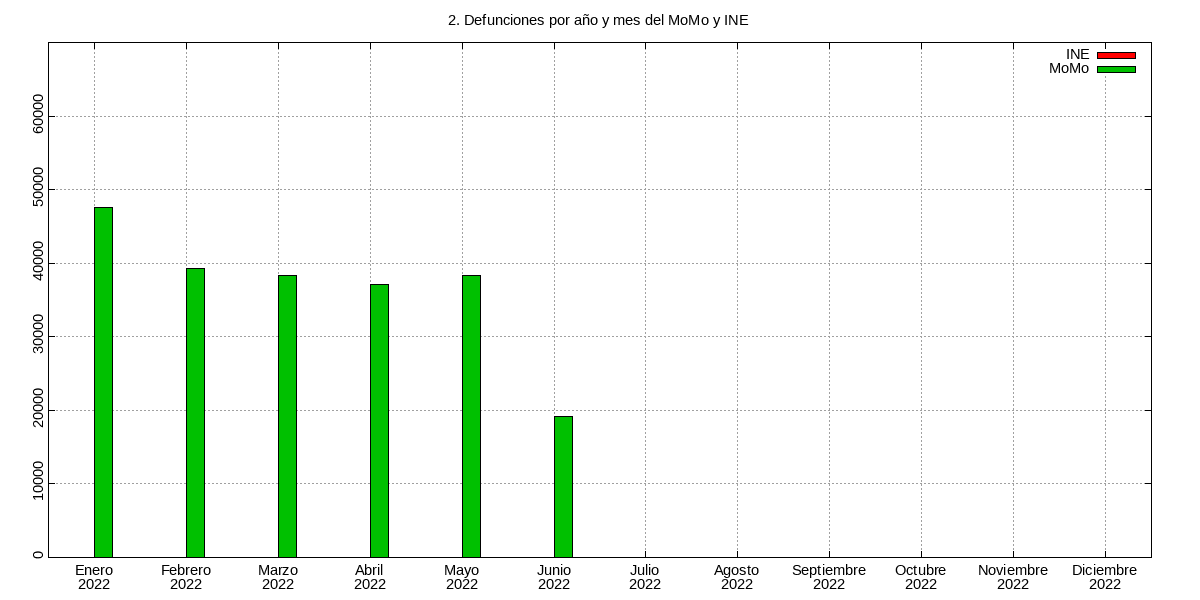 2. Defunciones por año y mes del MoMo y INE
INE
MoMo
60000
50000
40000
30000
20000
10000
0
Enero Febrero Marzo Abril Mayo Junio Julio Agosto Septiembre Octubre Noviembre Diciembre
2022 2022 2022 2022 2022 2022 2022 2022 2022 2022 2022 2022